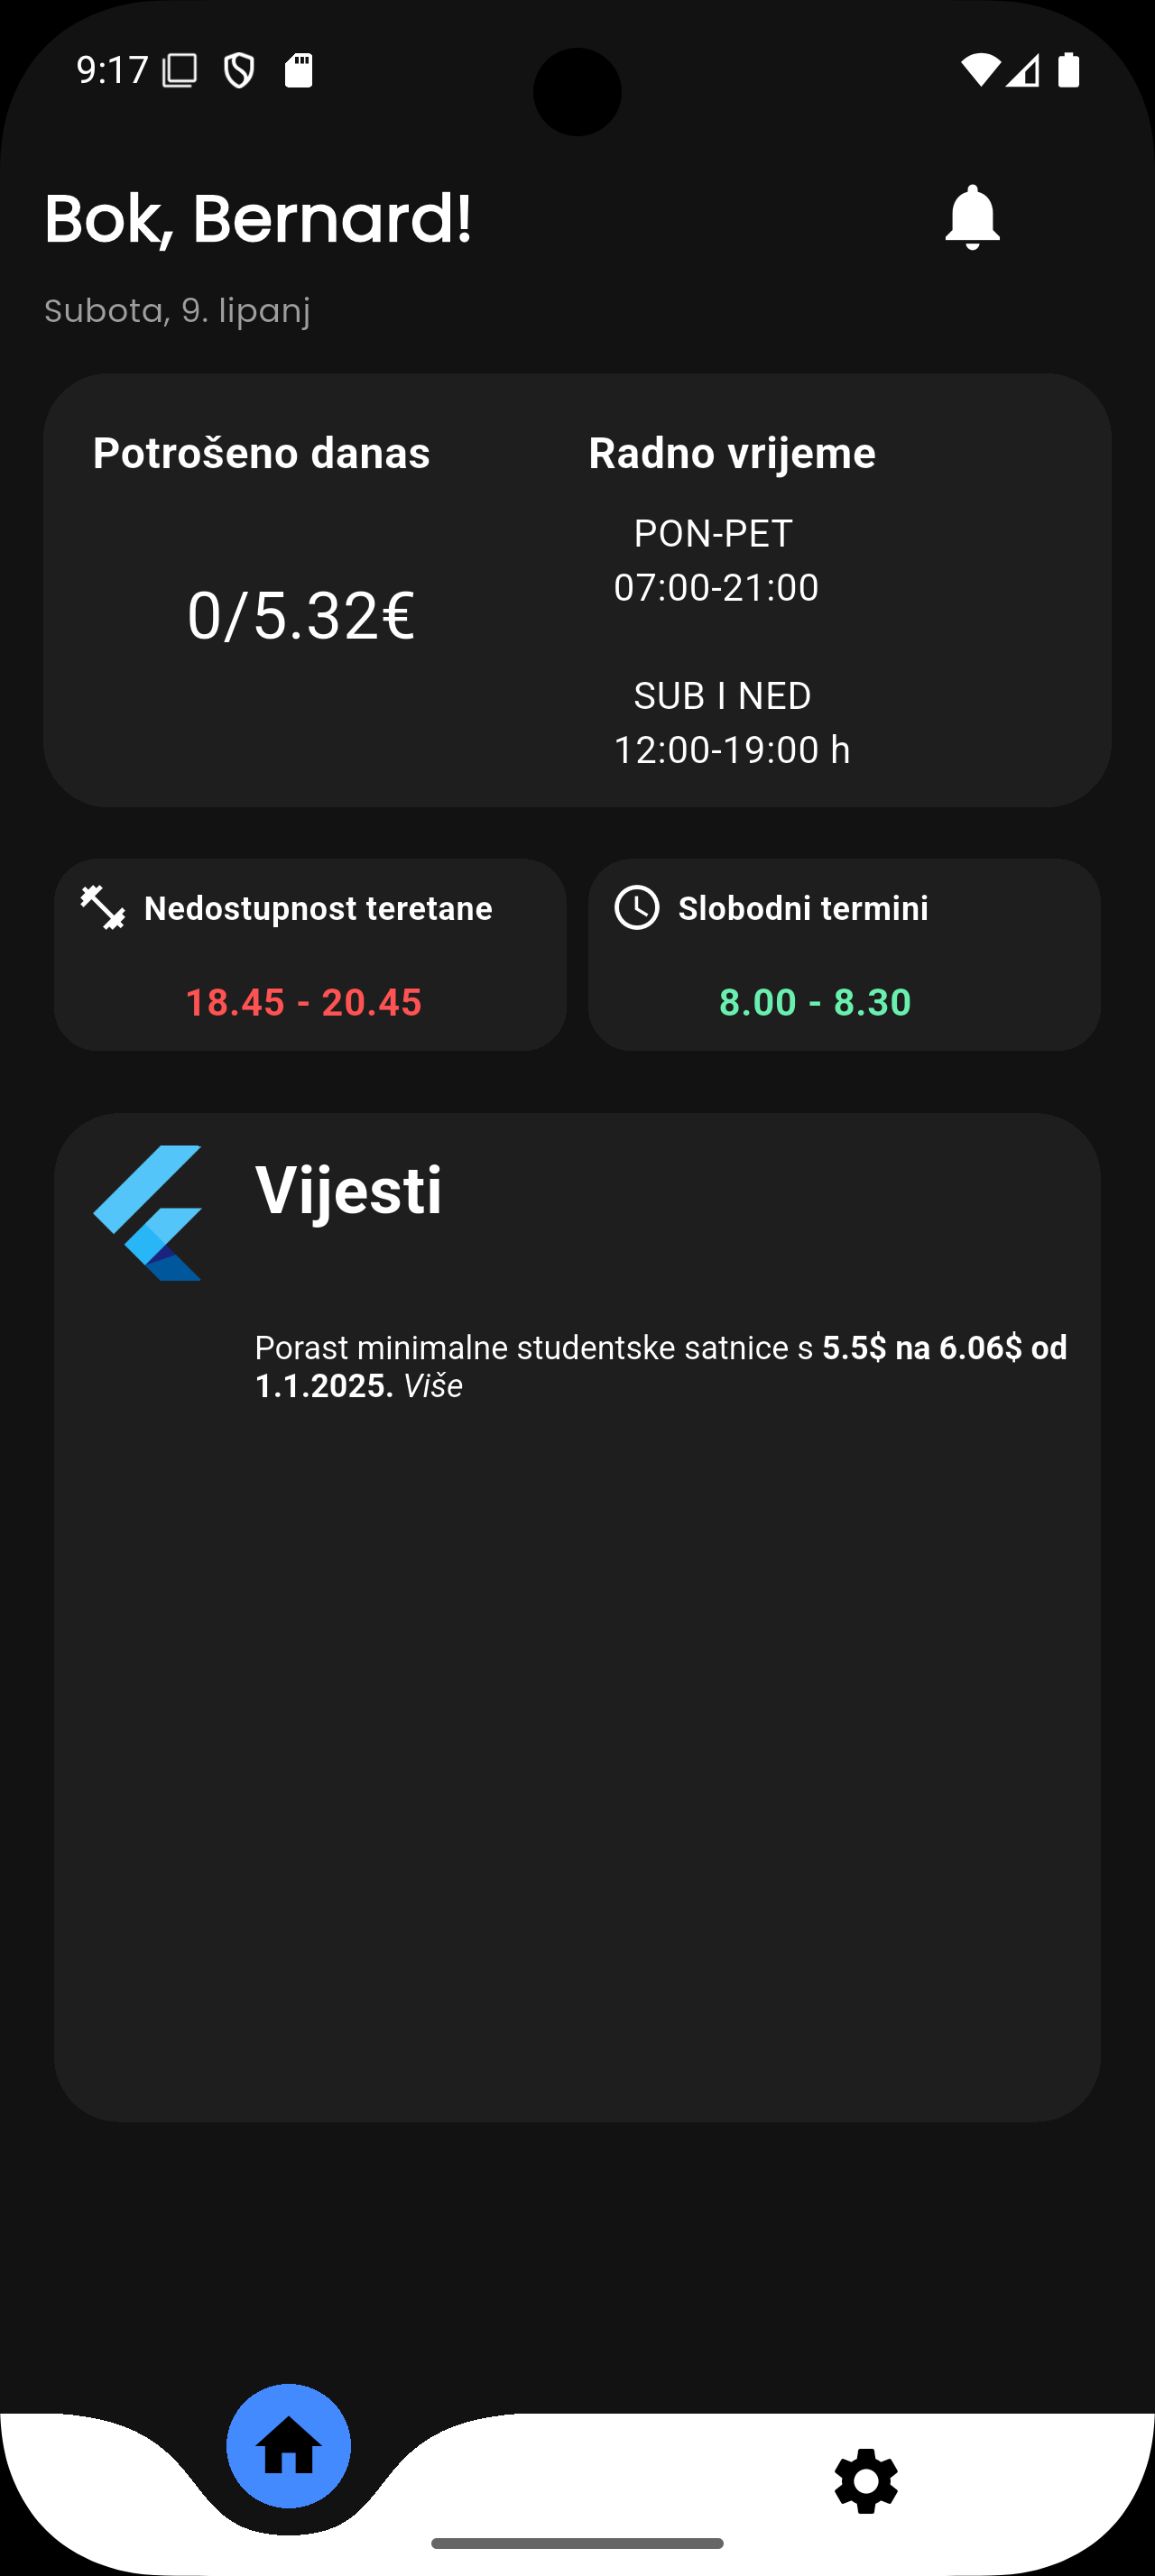 9:17
Bok, Bernard!
Subota, 9. lipanj
Potrošeno danas
0/5.32€
Radno vrijeme
PON-PET
07:00-21:00
SUB I NED
12:00-19:00 h
Nedostupnost teretane
18.45 - 20.45
Slobodni termini
8.00 - 8.30
Vijesti
Porast minimalne studentske satnice s 5.5$ na 6.06$ od
1.1.2025. Više